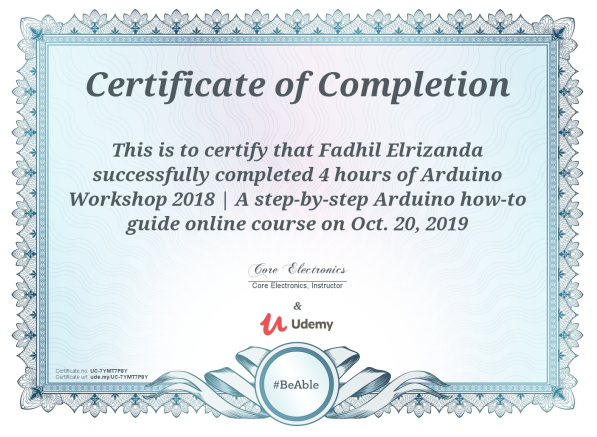 Certificate of Completion
This is to certify that Fadhil Elrizanda
successfully completed 4 hours of Arduino
Workshop 2018 | A step-by-step Arduino how-to
guide online course on Oct. 20, 2019
Core Electronics
Core Electronics, Instructor
&
Udemy
Certificate no: UC-7YMT7P8Y
Certificate url: ude.my/UC-7YMT7P8Y
#BeAble